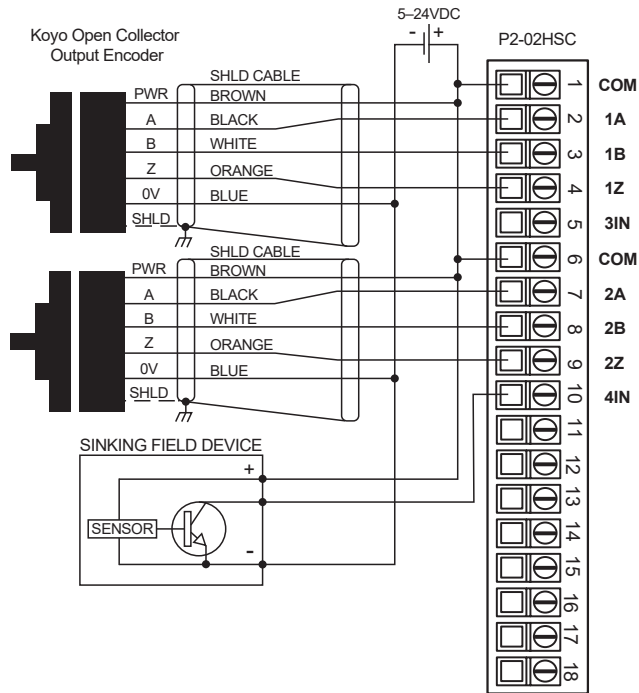 5–24VDC
- +
Koyo Open Collector
Output Encoder
P2-02HSC
SHLD CABLE
PWR BROWN
A BLACK
B WHITE
Z ORANGE
0V BLUE
SHLD
SHLD CABLE
PWR BROWN
A BLACK
B WHITE
Z ORANGE
0V BLUE
SHLD
SINKING FIELD DEVICE
+
SENSOR
-
1 COM
2 1A
3 1B
4 1Z
5 3IN
6 COM
7 2A
8 2B
9 2Z
10 4IN
11
12
13
14
15
16
17
18